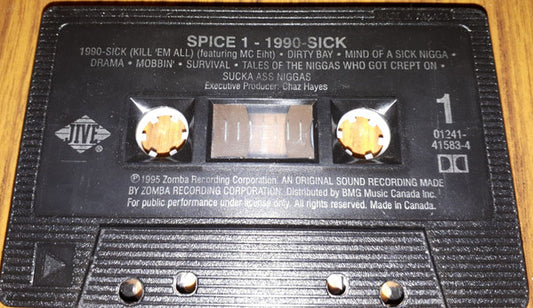 SPICE 1 - 1990-SICK
1990-SICK (KILL 'EM ALL) (featuring MC Eiht) • DIRTY BAY • MIND OF A SICK NIGGA •
DRAMA • MOBBIN' • SURVIVAL • TALES OF THE NIGGAS WHO GOT CREPT ON •
SUCKA ASS NIGGAS
Executive Producer: Chaz Hayes
JIVE
1
01241-
41583-4
℗1995 Zomba Recording Corporation. AN ORIGINAL SOUND RECORDING MADE
BY ZOMBA RECORDING CORPORATION. Distributed by BMG Music Canada Inc.
For public performance under license only. All rights reserved. Made in Canada.